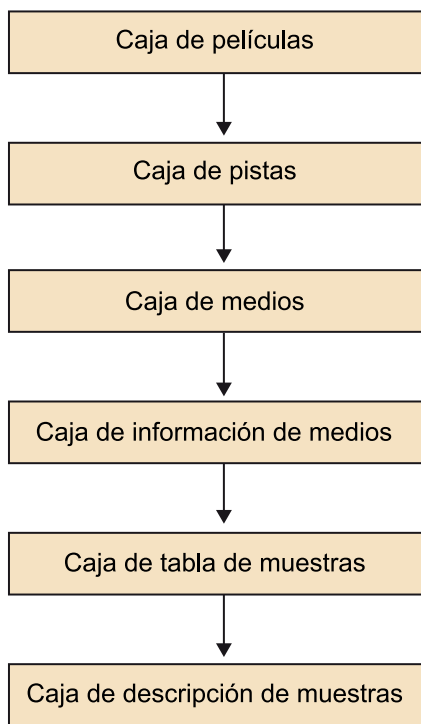 Caja de películas
Caja de pistas
Caja de medios
Caja de información de medios
Caja de tabla de muestras
Caja de descripción de muestras